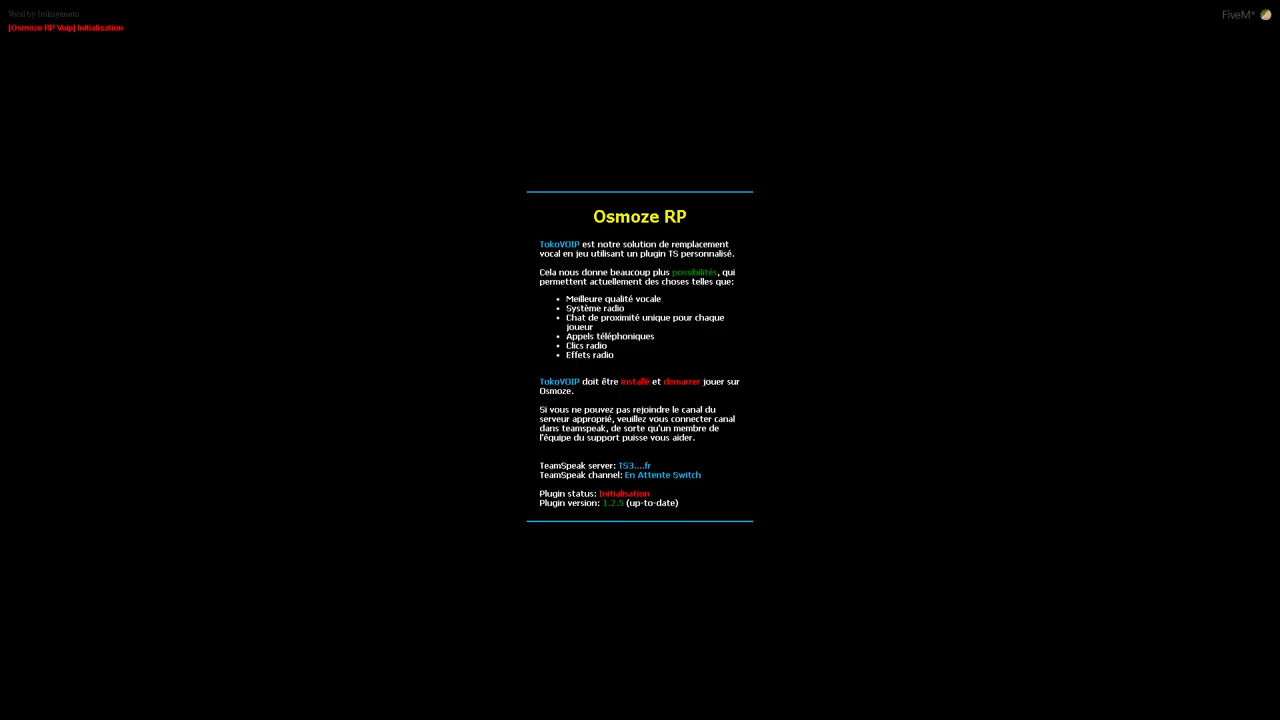 Vocal by Itokoyamato
FiveM*
[Osmoze RP Voip] Initialisation
Osmoze RP
TokoVOIP est notre solution de remplacement
vocal en jeu utilisant un plugin TS personnalisé.
Cela nous donne beaucoup plus possibilités, qui
permettent actuellement des choses telles que:
• Meilleure qualité vocale
• Système radio
• Chat de proximité unique pour chaque
joueur
• Appels téléphoniques
• Clics radio
• Effets radio
TokoVOIP doit être installé et demarrer jouer sur
Osmoze.
Si vous ne pouvez pas rejoindre le canal du
serveur approprié, veuillez vous connecter canal
dans teamspeak, de sorte qu'un membre de
l'équipe du support puisse vous aider.
TeamSpeak server: TS3....fr
TeamSpeak channel: En Attente Switch
Plugin status: Initialisation
Plugin version: 1.2.5 (up-to-date)